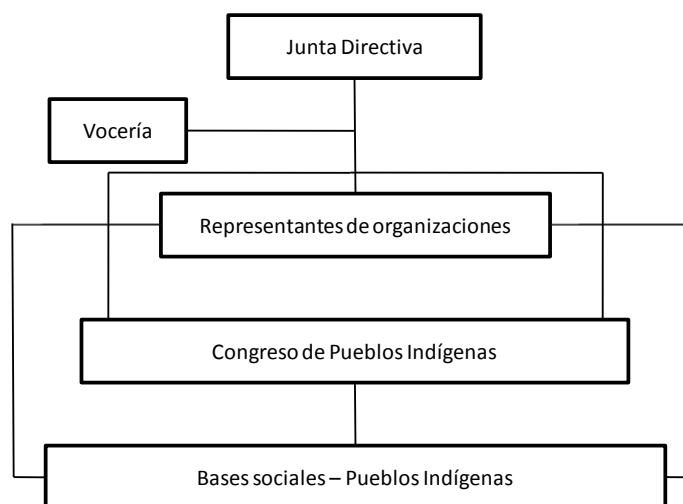 Junta Directiva
Vocería
Representantes de organizaciones
Congreso de Pueblos Indígenas
Bases sociales – Pueblos Indígenas